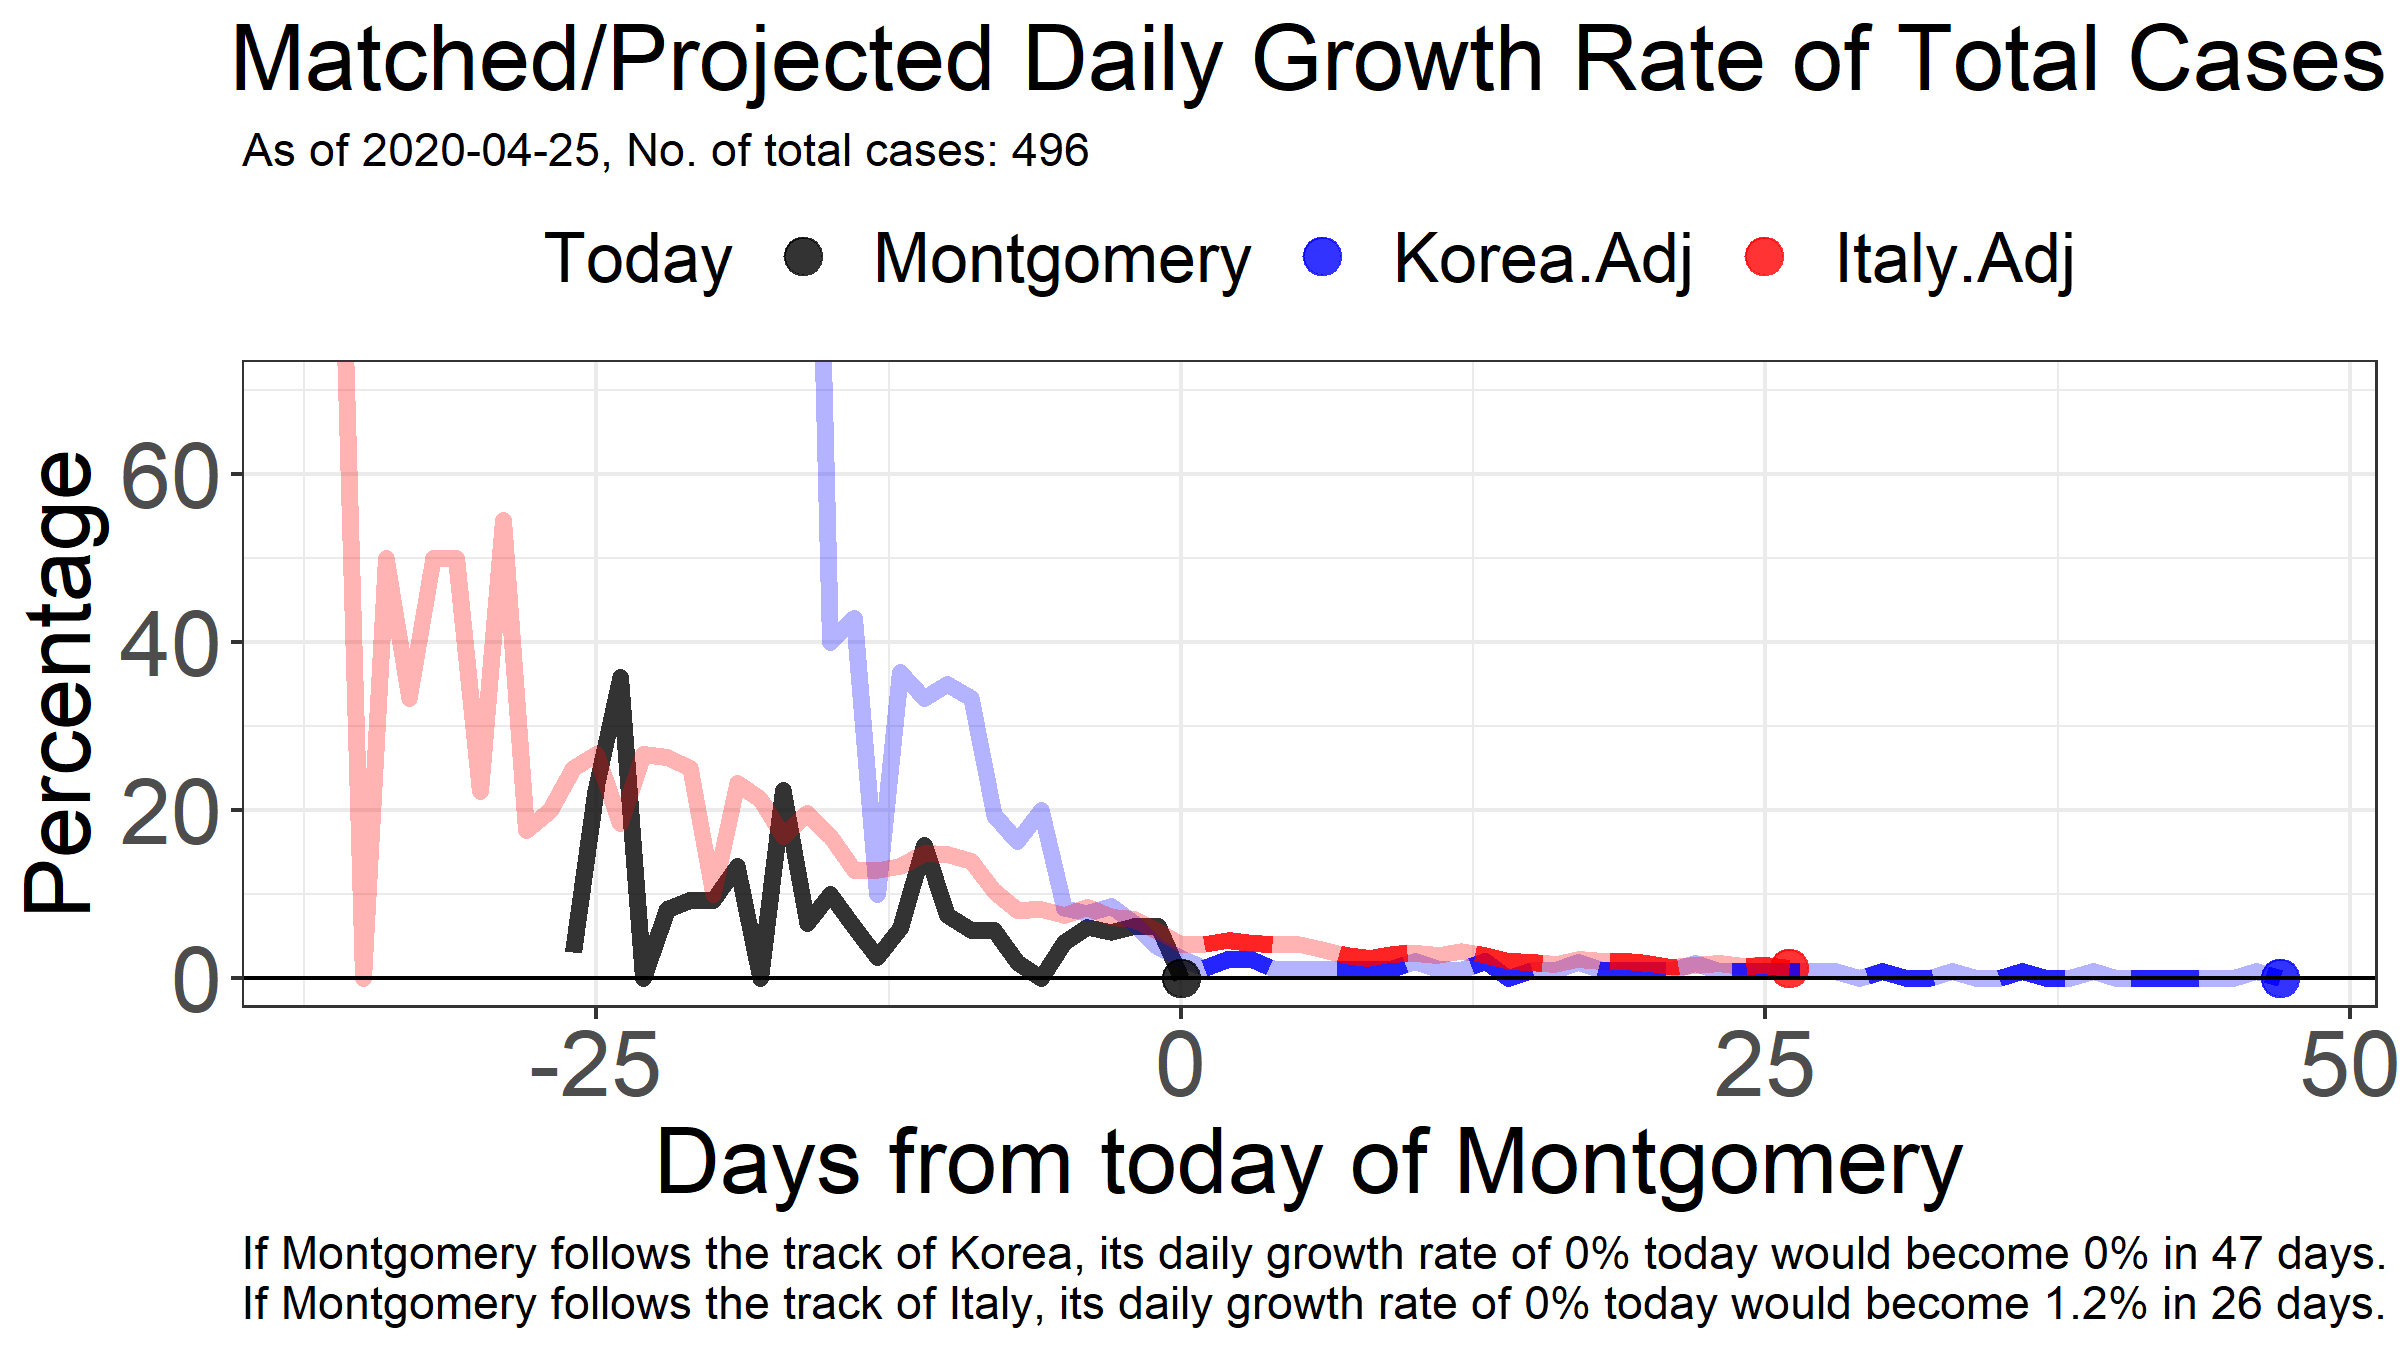 Matched/Projected Daily Growth Rate of Total Cases
As of 2020-04-25, No. of total cases: 496
Today Montgomery Korea.Adj Italy.Adj
Percentage
60
40
20
0
-25 0 25 50
Days from today of Montgomery
If Montgomery follows the track of Korea, its daily growth rate of 0% today would become 0% in 47 days.
If Montgomery follows the track of Italy, its daily growth rate of 0% today would become 1.2% in 26 days.